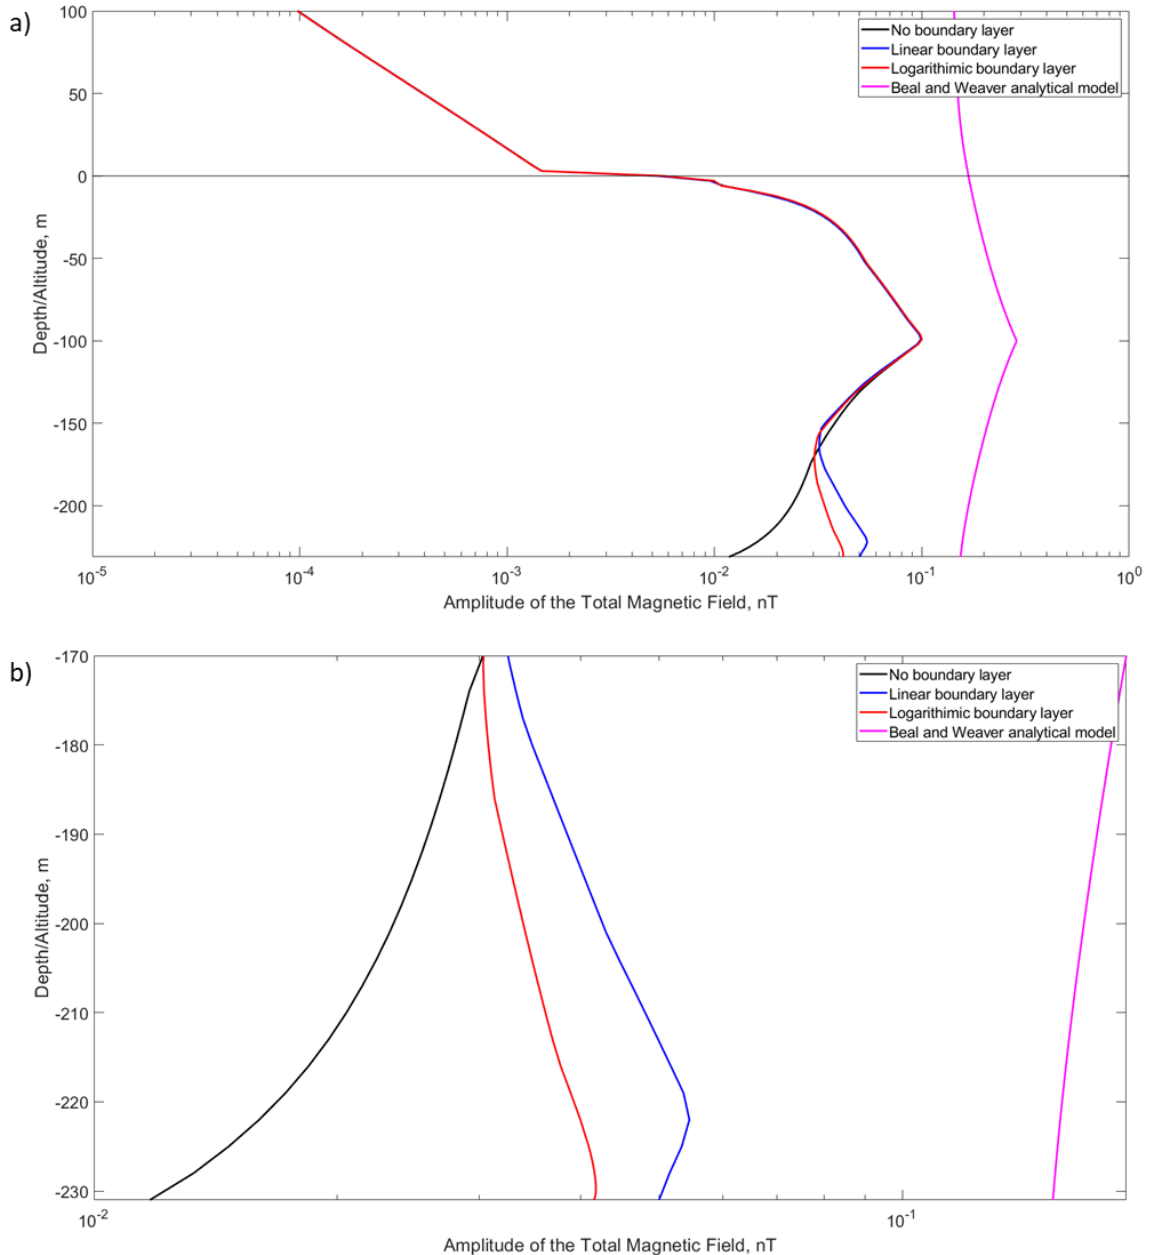 a)
100
50
0
-50
-100
-150
-200
Depth/Altitude, m
No boundary layer
Linear boundary layer
Logarithimic boundary layer
Beal and Weaver analytical model
10-5 10-4 10-3 10-2 10-1 100
Amplitude of the Total Magnetic Field, nT
b)
-170
-180
-190
-200
-210
-220
-230
Depth/Altitude, m
No boundary layer
Linear boundary layer
Logarithimic boundary layer
Beal and Weaver analytical model
10-2 10-1
Amplitude of the Total Magnetic Field, nT